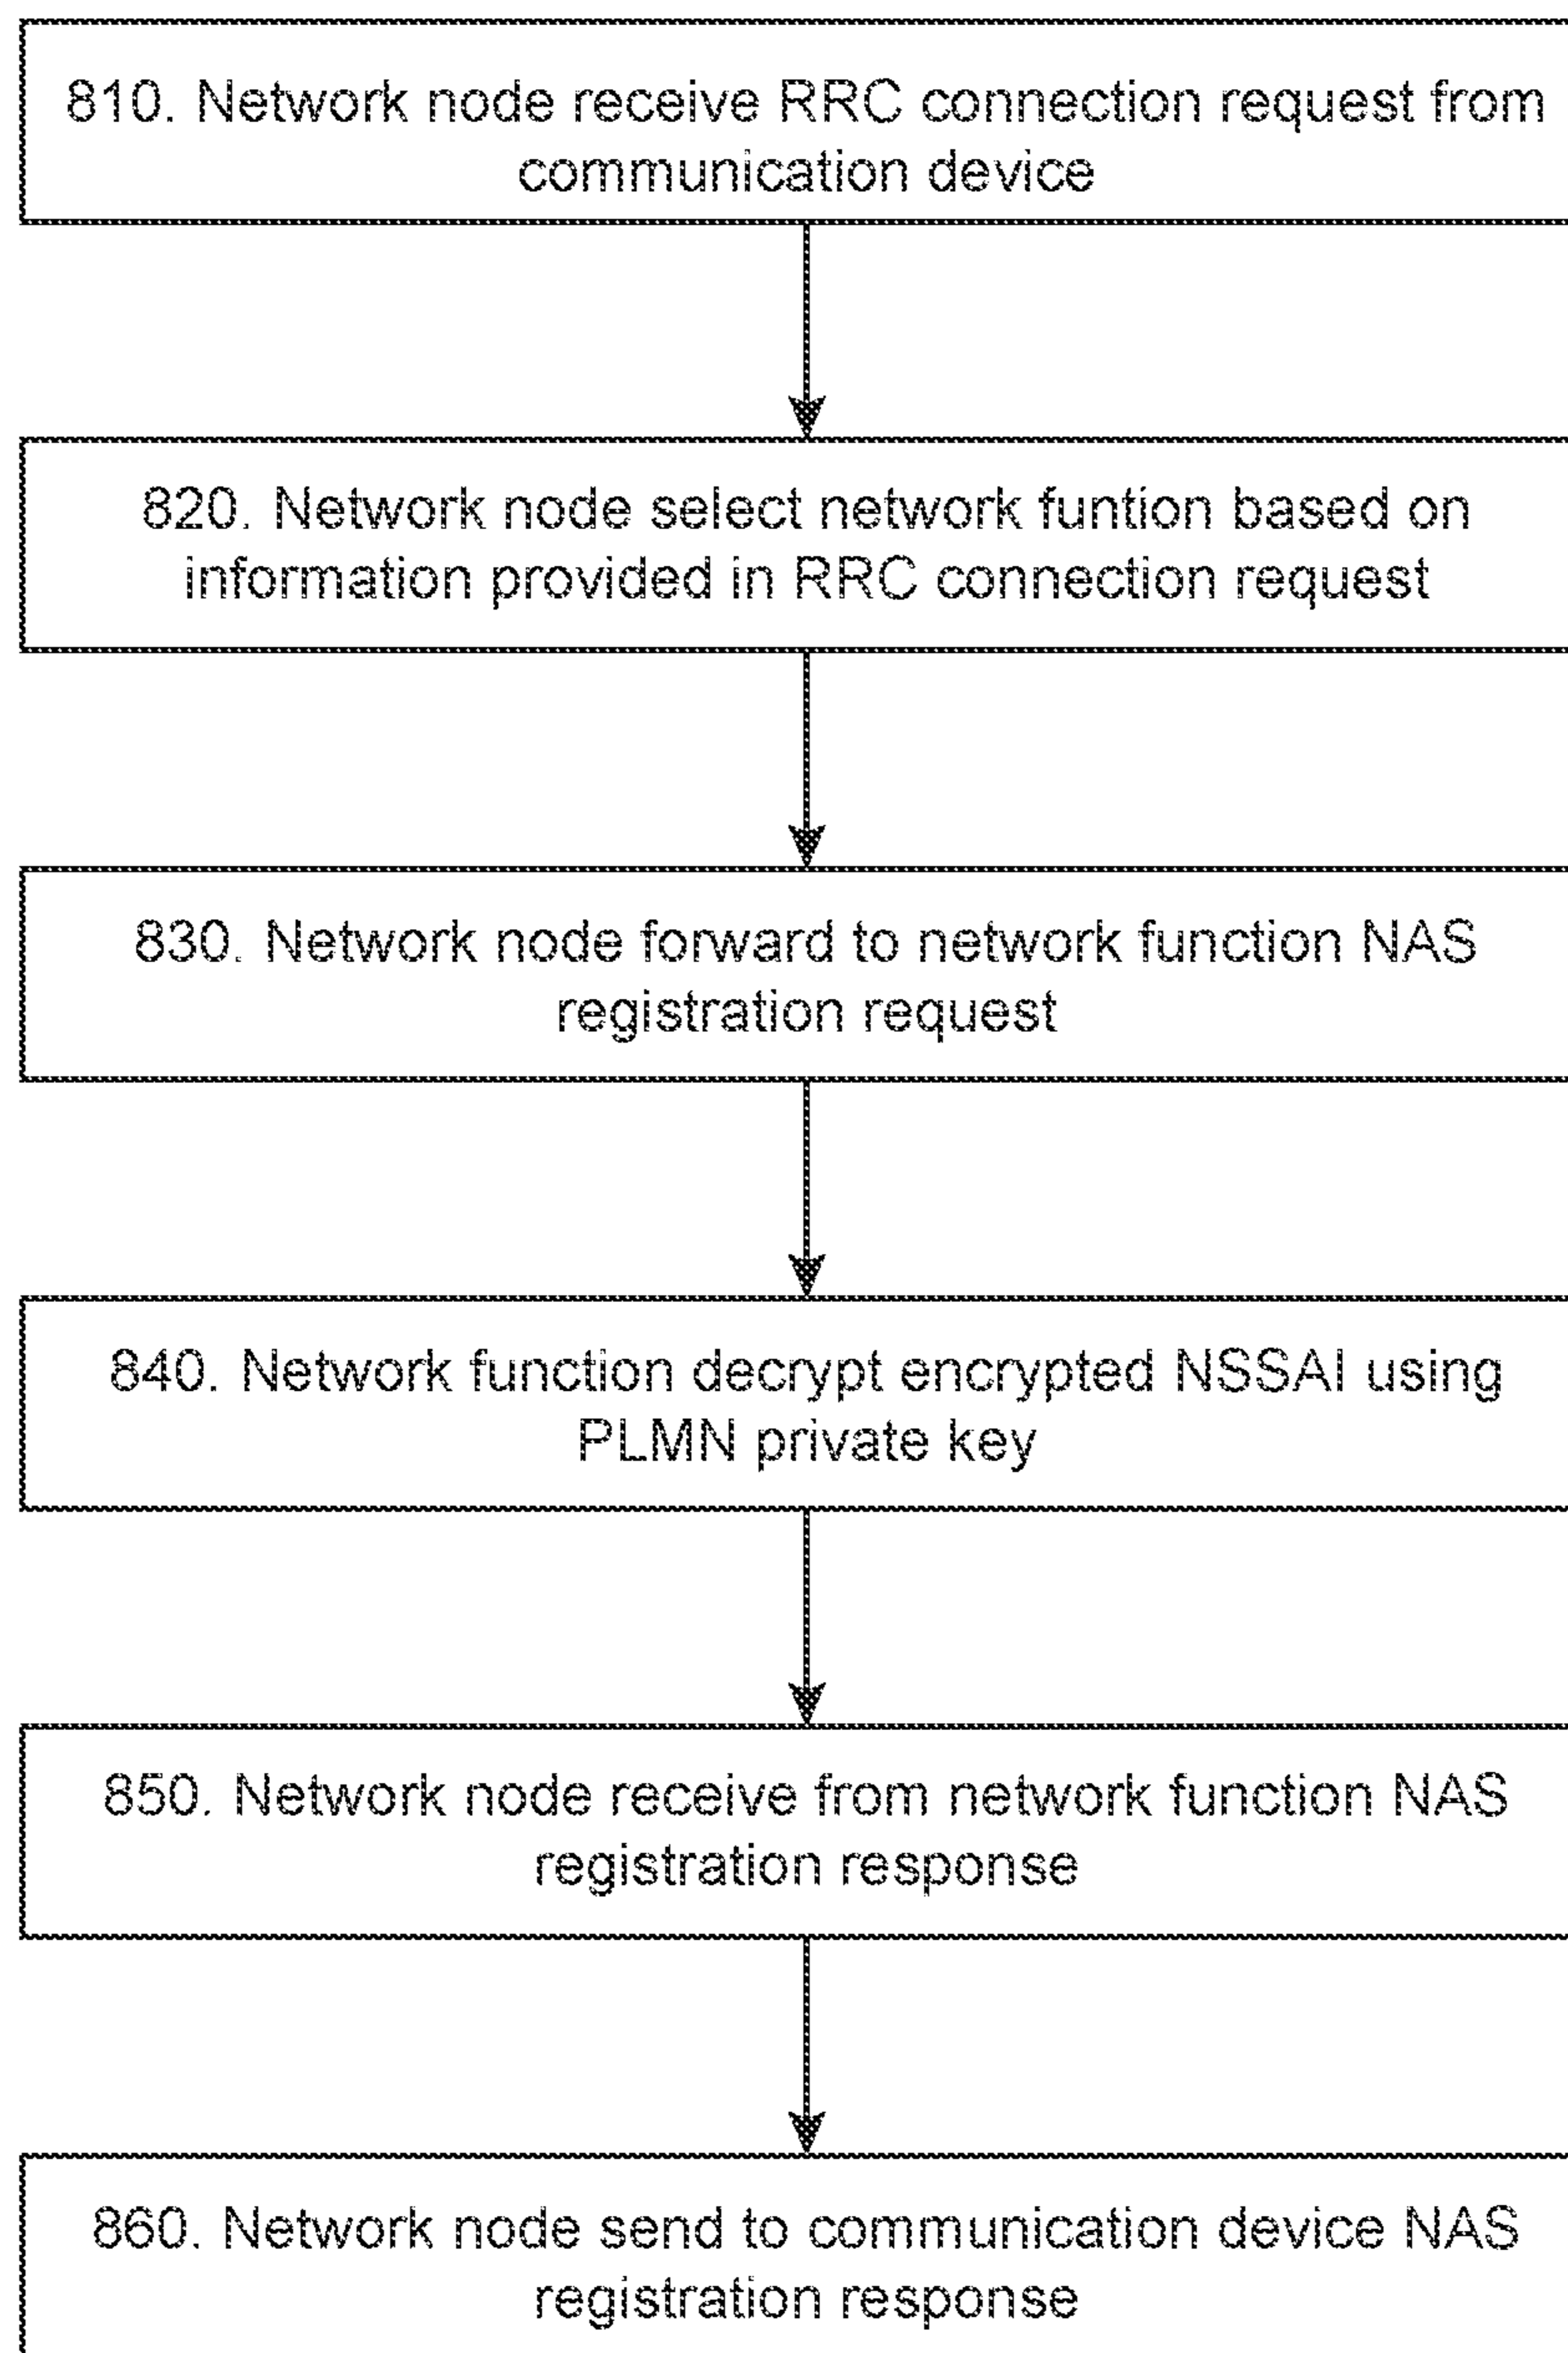 810. Network node receive RRC connection request from
communication device
820. Network node select network funtion based on
information provided in RRC connection request
830. Network node forward to network function NAS
registration request
840. Network function decrypt encrypted NSSAI using
PLMN private key
850. Network node receive from network function NAS
registration response
860. Network node send to communication device NAS
registration response